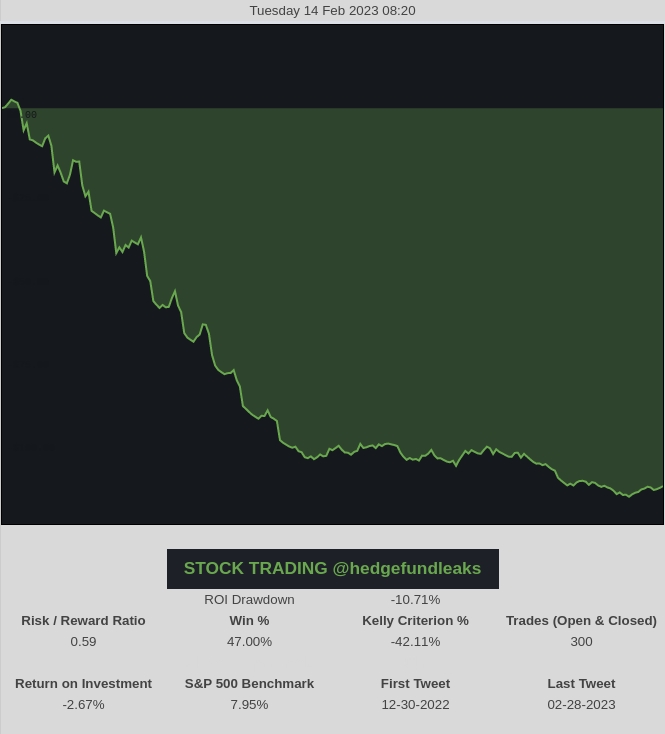 Tuesday 14 Feb 2023 08:20
.00
STOCK TRADING @hedgefundleaks
ROI Drawdown -10.71%
Risk / Reward Ratio Win % Kelly Criterion % Trades (Open & Closed)
0.59 47.00% -42.11% 300
Return on Investment S&P 500 Benchmark First Tweet Last Tweet
-2.67% 7.95% 12-30-2022 02-28-2023